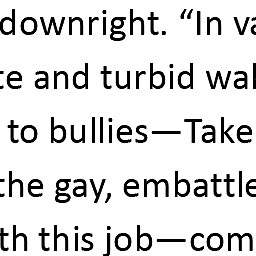 downright. “In va
te and turbid wal
to bullies—Take
the gay, embattle
th this job—com